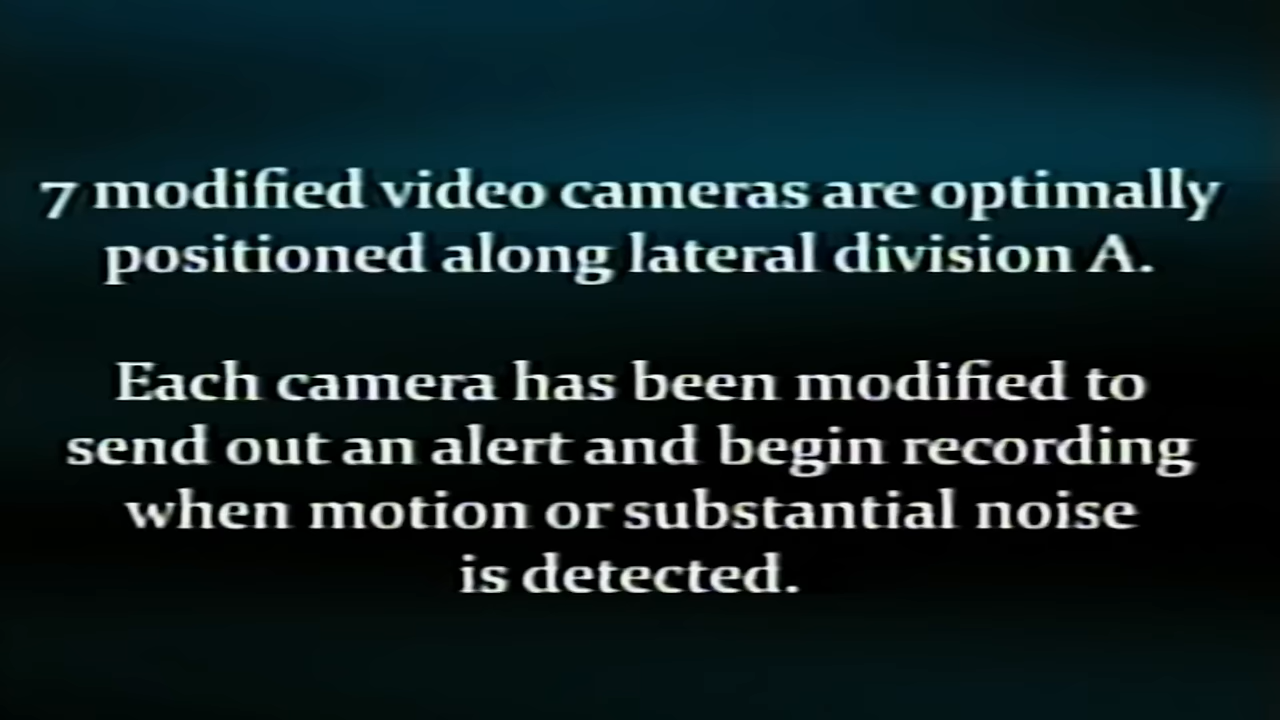 7 modified video cameras are optimally
positioned along lateral division A.
Each camera has been modified to
send out an alert and begin recording
when motion or substantial noise
is detected.